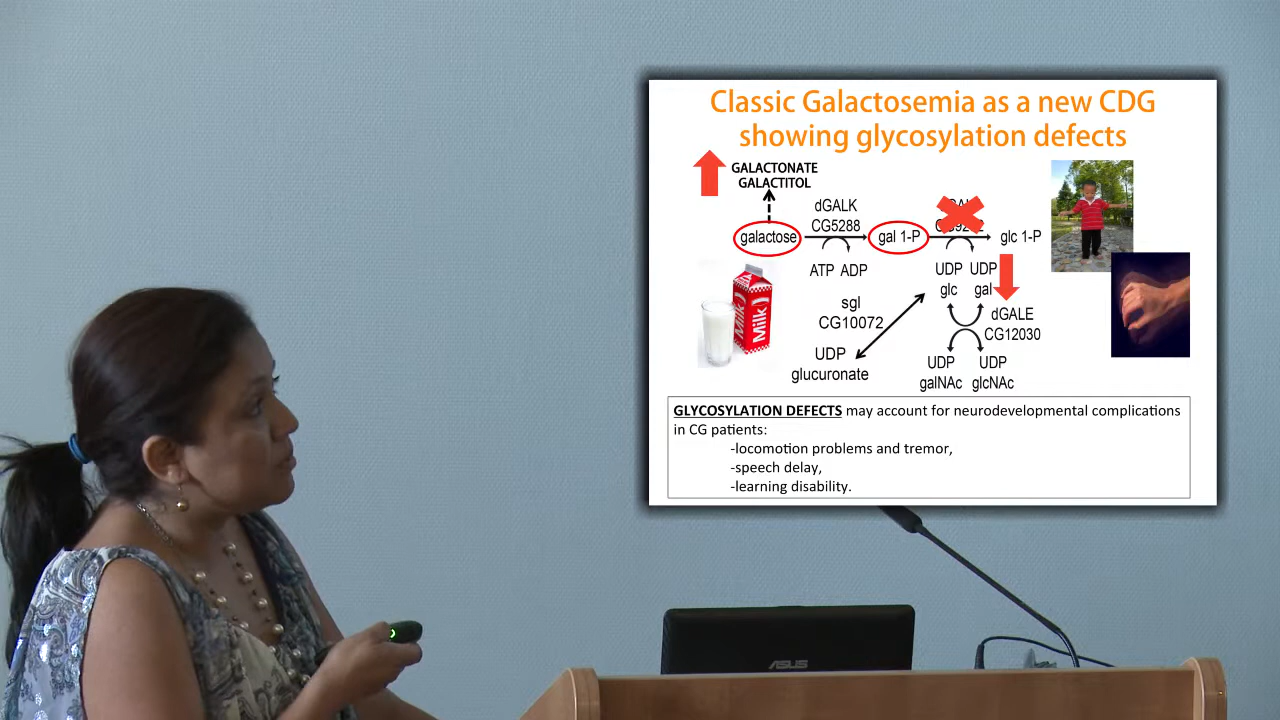 Classic Galactosemia as a new CDG
showing glycosylation defects
GALACTONATE
GALACTITOL
dGALK
CG5288
galactose
gal 1-P
glc 1-P
ATP ADP
UDP
glc
UDP
gal
sgl
CG10072
dGALE
CG12030
UDP
glucuronate
UDP
galNAc
UDP
glcNAc
Milk
Milk
GLYCOSYLATION DEFECTS may account for neurodevelopmental complications
in CG patients:
-locomotion problems and tremor,
-speech delay,
-learning disability.
ASUS